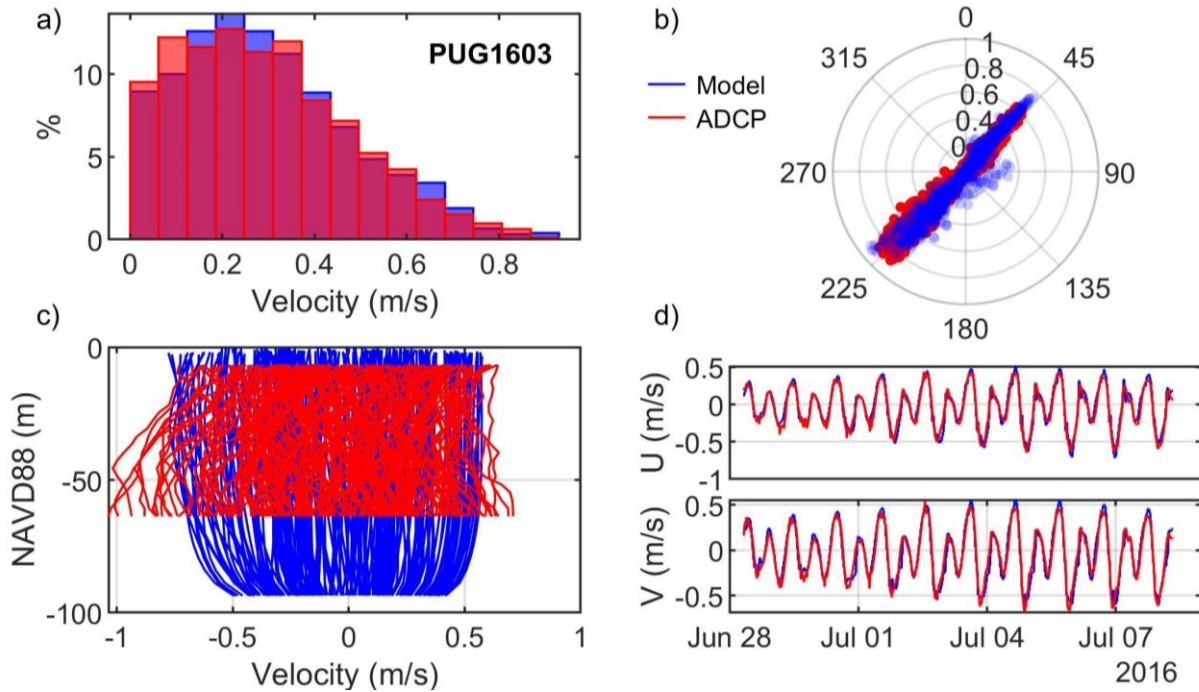 a)
PUG1603
10
5
0
%
0
0.2
0.4
0.6
0.8
Velocity (m/s)
b)
0
45
90
135
180
225
270
315
1
0.8
0.6
0.4
Model
ADCP
c)
0
-50
-100
NAVD88 (m)
-1
-0.5
0
0.5
1
Velocity (m/s)
d)
0.5
0
-0.5
-1
U (m/s)
0.5
0
-0.5
V (m/s)
Jun 28
Jul 01
Jul 04
Jul 07
2016